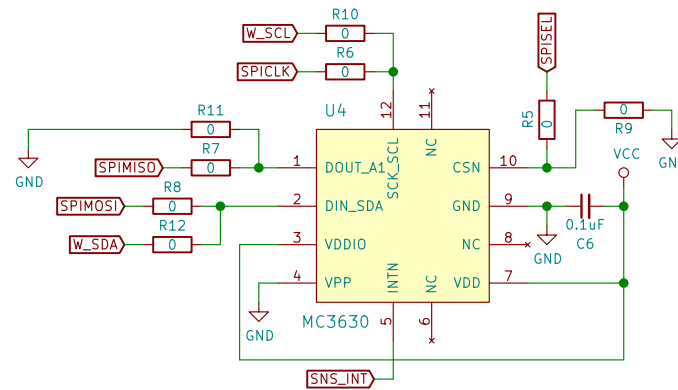 R10
W_SCL 0
R6
SPICLK 0
SPISEL
R5 0
0
R9
VCC
U4
12
11
SCK_SCL
NC
R11
0
R7
GND
SPIMISO 0
1 DOUT_A1
CSN 10
R8
SPIMOSI 0
2 DIN_SDA
GND 9
R12
W_SDA 0
3 VDDIO
NC 8
0.1uF
C6
GND
GN
4 VPP
INTN
NC
VDD 7
GND
MC3630
5
6
SNS_INT